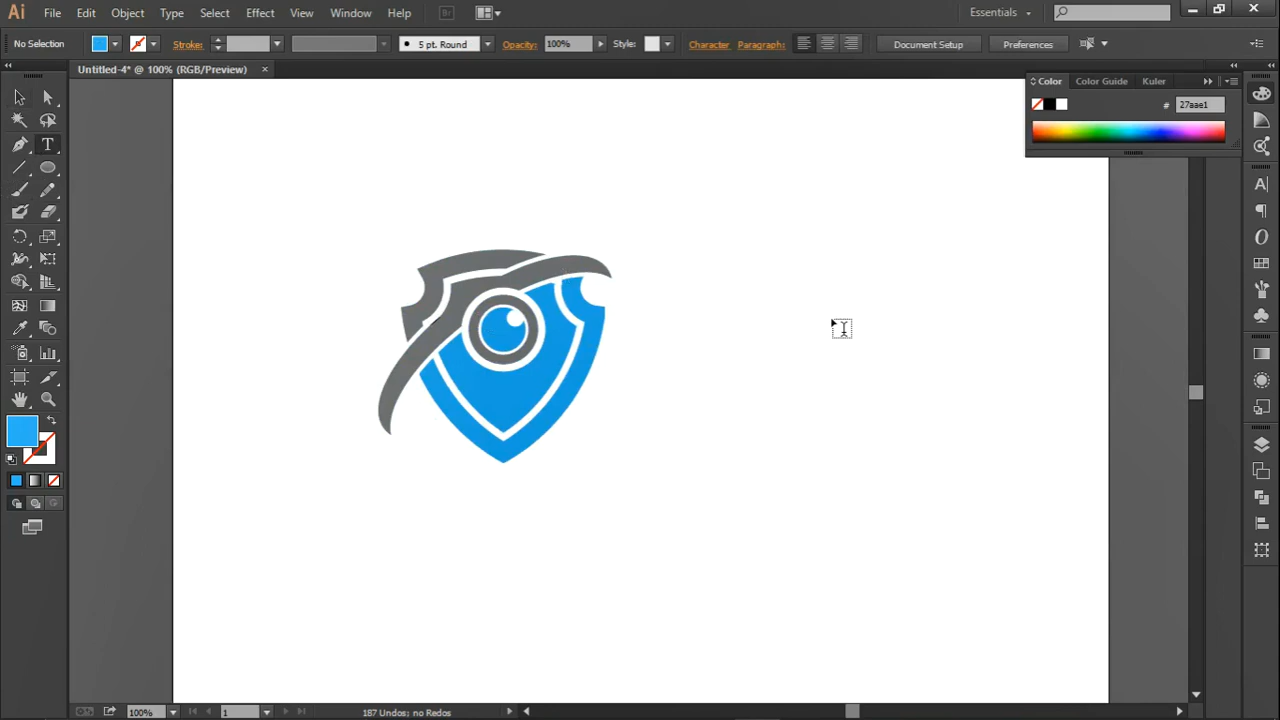 Ai File Edit Object Type Select Effect View Window Help Br Essentials
No Selection Stroke: 5 pt. Round Opacity: 100% Style: Character Paragraph: Document Setup Preferences
Untitled-4* @ 100% (RGB/Preview) ×
Color Color Guide Kuler
# 27aae1
100% 1 187 Undos; no Redos